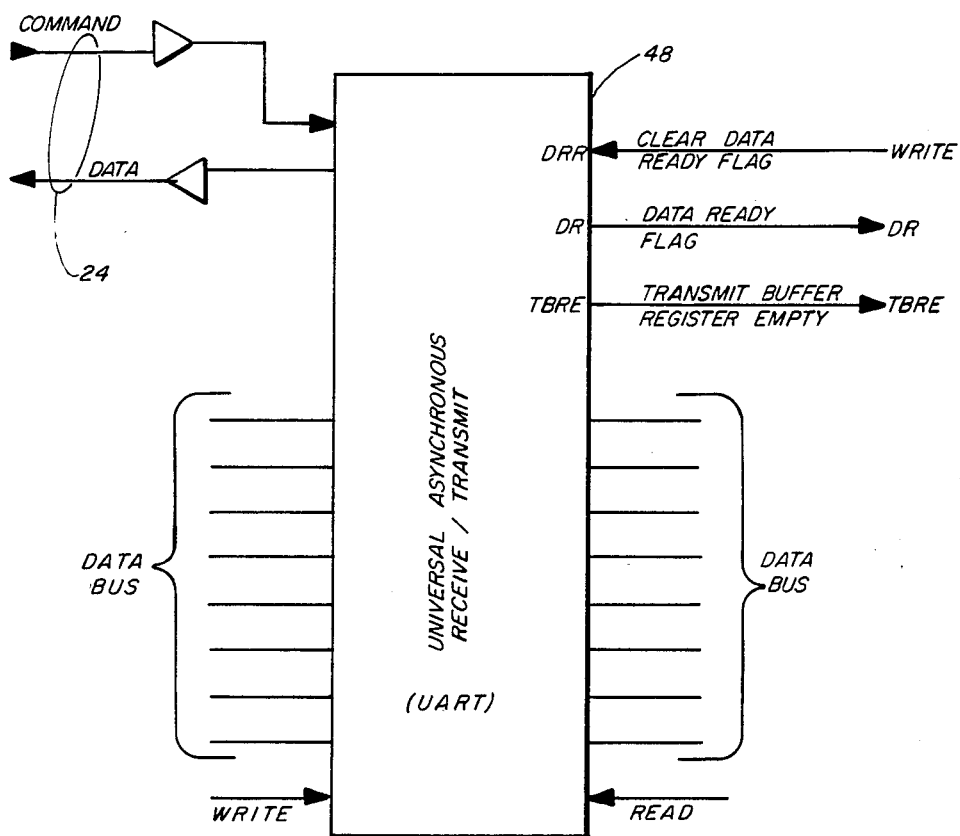 COMMAND
48
DRR
CLEAR DATA
READY FLAG
WRITE
DATA
DR
DATA READY
FLAG
DR
24
TBRE
TRANSMIT BUFFER
REGISTER EMPTY
TBRE
UNIVERSAL ASYNCHRONOUS
RECEIVE / TRANSMIT
(UART)
DATA
BUS
DATA
BUS
WRITE
READ